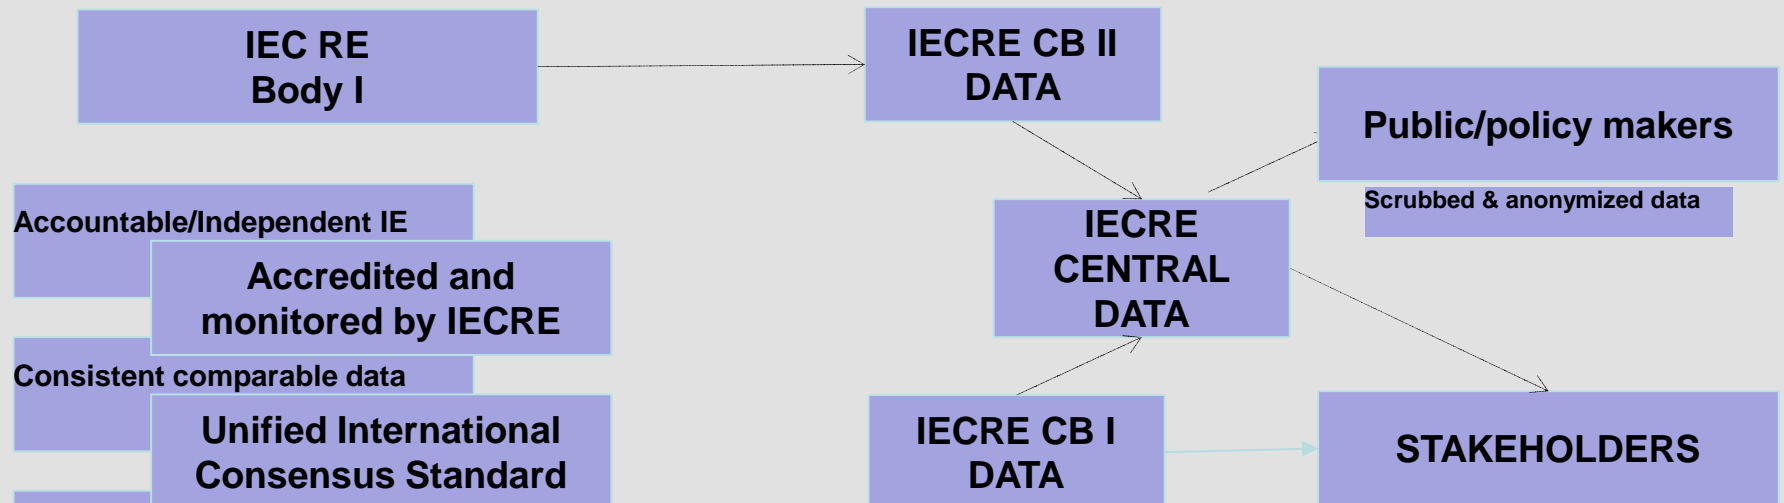 IEC RE
Body I
IECRE CB II
DATA
Public/policy makers
Scrubbed & anonymized data
Accountable/Independent IE
Accredited and
monitored by IECRE
IECRE
CENTRAL
DATA
Consistent comparable data
Unified International
Consensus Standard
IECRE CB I
DATA
STAKEHOLDERS